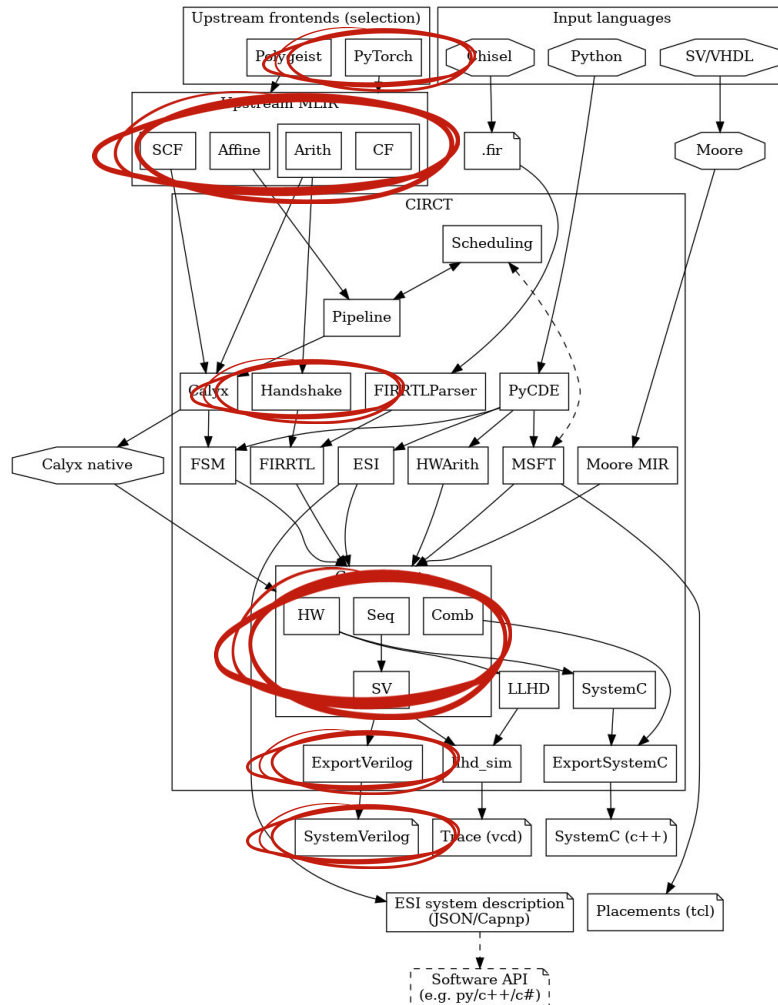 Upstream frontends (selection)
Input languages
Polygeist
PyTorch
Chisel
Python
SV/VHDL
Upstream MLIR
SCF
Affine
Arith
CF
.fir
Moore
CIRCT
Scheduling
Pipeline
Calyx
Handshake
FIRRTLParser
PyCDE
Calyx native
FSM
FIRRTL
ESI
HWArith
MSFT
Moore MIR
HW
Seq
Comb
SV
LLHD
SystemC
ExportVerilog
llhd_sim
ExportSystemC
SystemVerilog
Trace (vcd)
SystemC (c++)
ESI system description
(JSON/Capnp)
Placements (tcl)
Software API
(e.g. py/c++/c#)